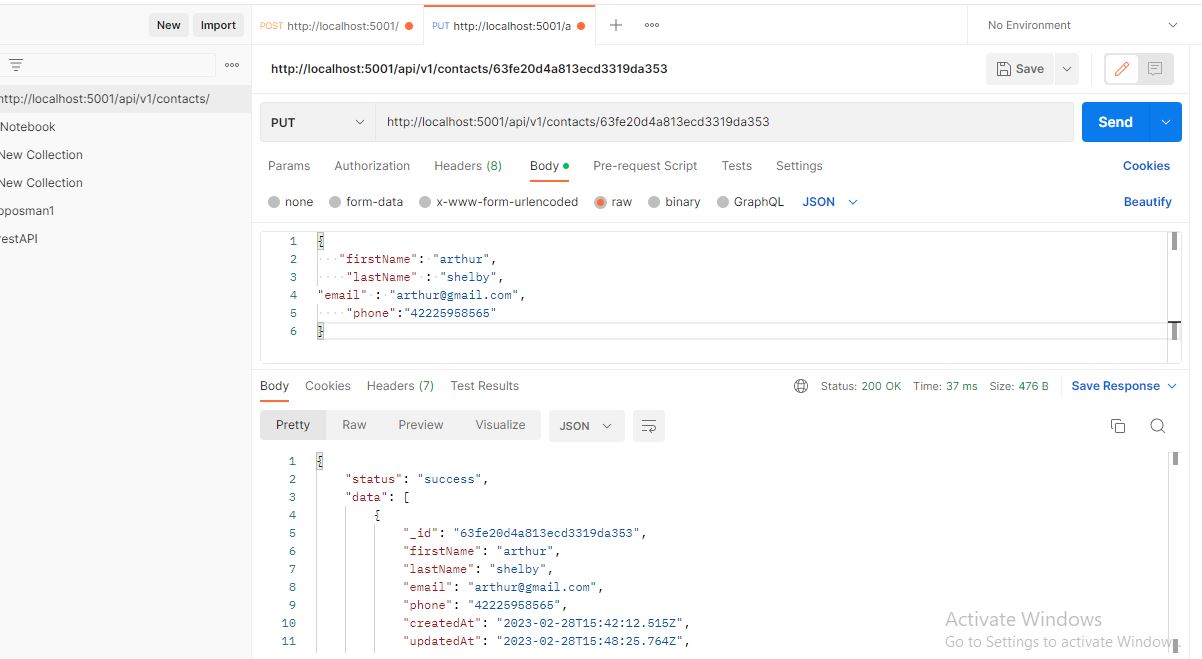 New Import POST http://localhost:5001/ PUT http://localhost:5001/a No Environment
http://localhost:5001/api/v1/contacts/63fe20d4a813ecd3319da353 Save
http://localhost:5001/api/v1/contacts/
Notebook
New Collection
New Collection
oposman1
restAPI
PUT http://localhost:5001/api/v1/contacts/63fe20d4a813ecd3319da353 Send
Params Authorization Headers (8) Body Pre-request Script Tests Settings Cookies
none form-data x-www-form-urlencoded raw binary GraphQL JSON Beautify
1 {
2 "firstName": "arthur",
3 "lastName" : "shelby",
4 "email" : "arthur@gmail.com",
5 "phone":"42225958565"
6 }
Body Cookies Headers (7) Test Results Status: 200 OK Time: 37 ms Size: 476 B Save Response
Pretty Raw Preview Visualize JSON
1 {
2 "status": "success",
3 "data": [
4 {
5 "_id": "63fe20d4a813ecd3319da353",
6 "firstName": "arthur",
7 "lastName": "shelby",
8 "email": "arthur@gmail.com",
9 "phone": "42225958565",
10 "createdAt": "2023-02-28T15:42:12.515Z",
11 "updatedAt": "2023-02-28T15:48:25.764Z",
Activate Windows
Go to Settings to activate Windows.